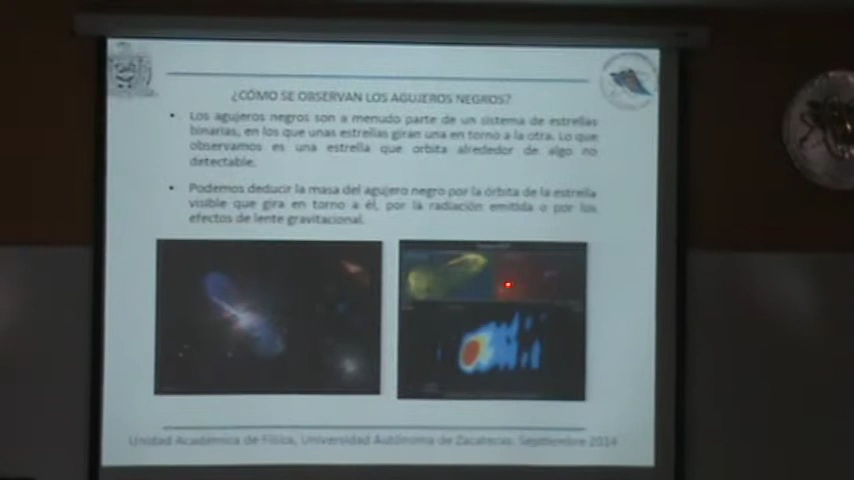 ¿CÓMO SE OBSERVAN LOS AGUJEROS NEGROS?
• Los agujeros negros son a menudo parte de un sistema de estrellas
binarias, en los que unas estrellas giran una en torno a la otra. Lo que
observamos es una estrella que orbita alrededor de algo no
detectable.
• Podemos deducir la masa del agujero negro por la órbita de la estrella
visible que gira en torno a él, por la radiación emitida o por los
efectos de lente gravitacional.
Unidad Académica de Física, Universidad Autónoma de Zacatecas. Septiembre 2014